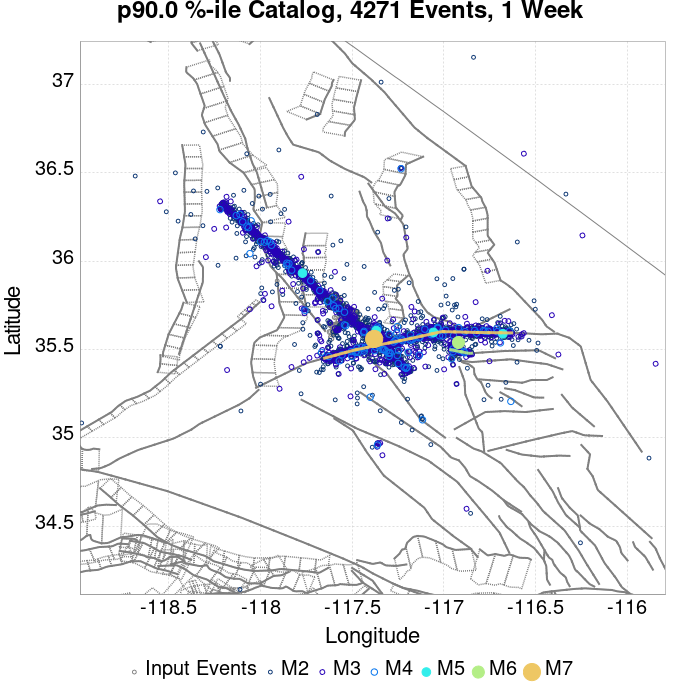 p90.0 %-ile Catalog, 4271 Events, 1 Week
37
36.5
36
35.5
35
34.5
Latitude
-118.5 -118 -117.5 -117 -116.5 -116
Longitude
Input Events M2 M3 M4 M5 M6 M7